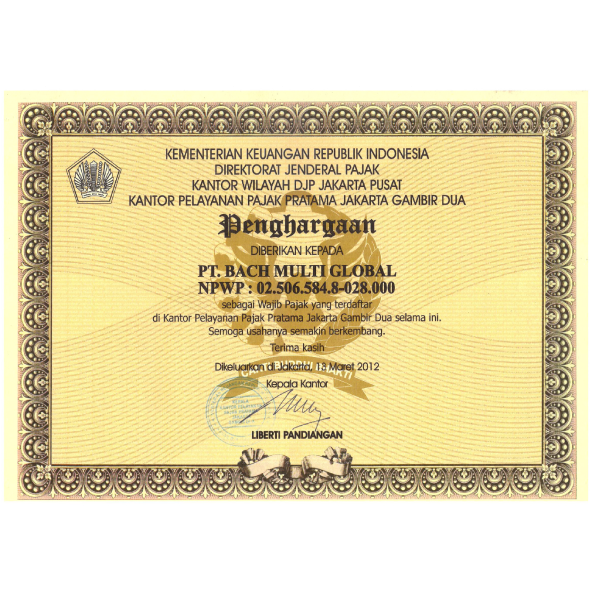 KEMENTERIAN KEUANGAN REPUBLIK INDONESIA
DIREKTORAT JENDERAL PAJAK
KANTOR WILAYAH DJP JAKARTA PUSAT
KANTOR PELAYANAN PAJAK PRATAMA JAKARTA GAMBIR DUA
Penghargaan
DIBERIKAN KEPADA
PT. BACH MULTI GLOBAL
NPWP : 02.506.584.8-028.000
sebagai Wajib Pajak yang terdaftar
di Kantor Pelayanan Pajak Pratama Jakarta Gambir Dua selama ini.
Semoga usahanya semakin berkembang.
Terima kasih
Dikeluarkan di Jakarta, 13 Maret 2012
Kepala Kantor
LIBERTI PANDIANGAN